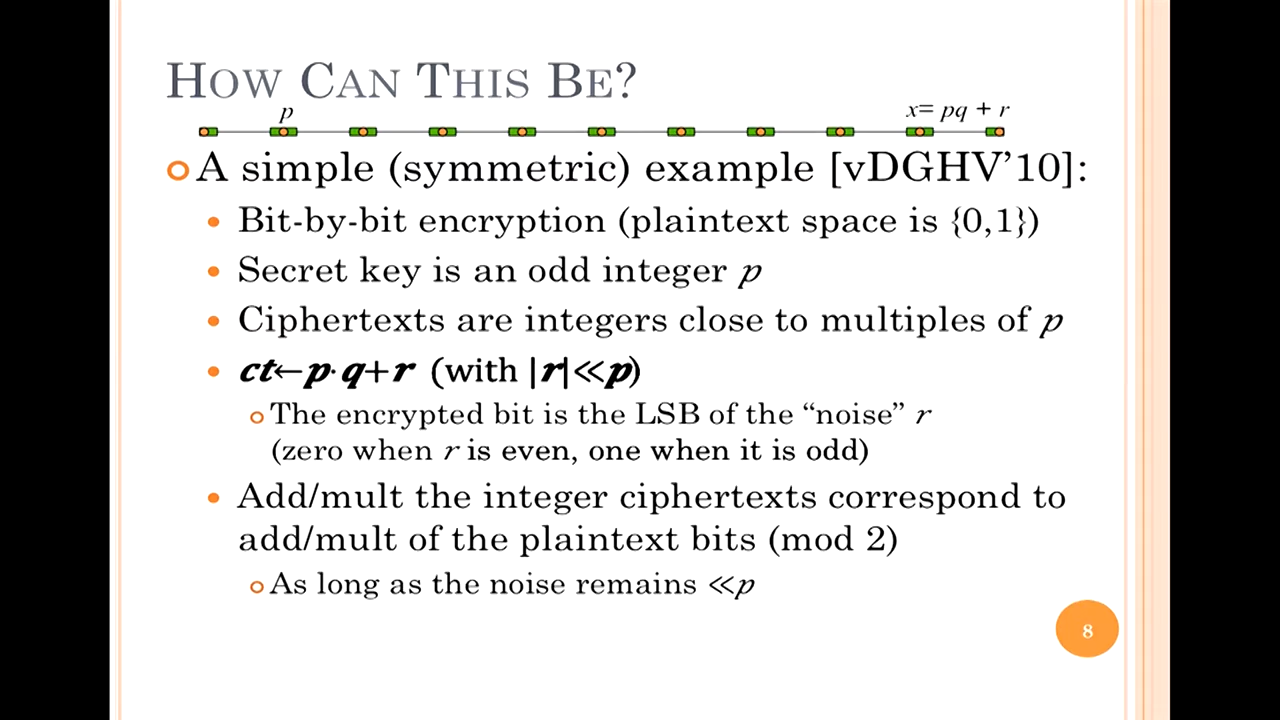 How Can This Be?
p
x= pq + r
A simple (symmetric) example [vDGHV’10]:
Bit-by-bit encryption (plaintext space is {0,1})
Secret key is an odd integer p
Ciphertexts are integers close to multiples of p
ct←p·q+r (with |r|≪p)
The encrypted bit is the LSB of the “noise” r
(zero when r is even, one when it is odd)
Add/mult the integer ciphertexts correspond to
add/mult of the plaintext bits (mod 2)
As long as the noise remains ≪p
8